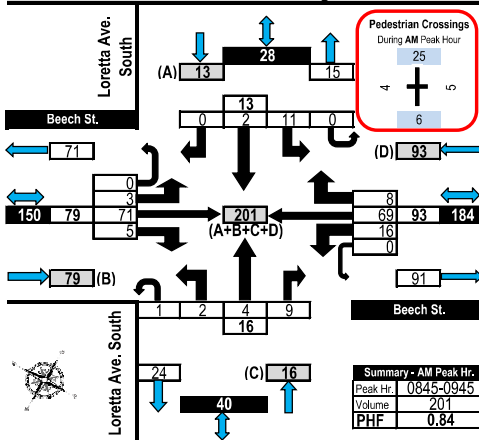 Loretta Ave.
South
Pedestrian Crossings
During AM Peak Hour
25
4
5
6
28
(A) 13
15
13
0 2 11 0
Beech St.
71
(D) 93
0
3
150 79 71
5
201
(A+B+C+D)
8
69 93 184
16
0
79 (B)
91
1 2 4 9
16
Beech St.
Loretta Ave. South
24
(C) 16
40
Summary - AM Peak Hr.
Peak Hr. 0845-0945
Volume 201
PHF 0.84